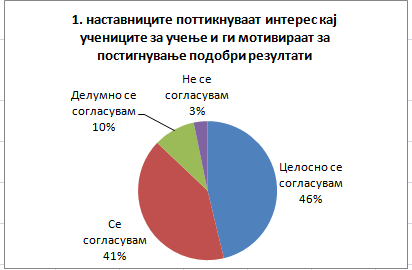 1. наставниците поттикнуваат интерес кај
учениците за учење и ги мотивираат за
постигнување подобри резултати
Не се
согласувам
3%
Делумно се
согласувам
10%
Целосно се
согласувам
46%
Се
согласувам
41%